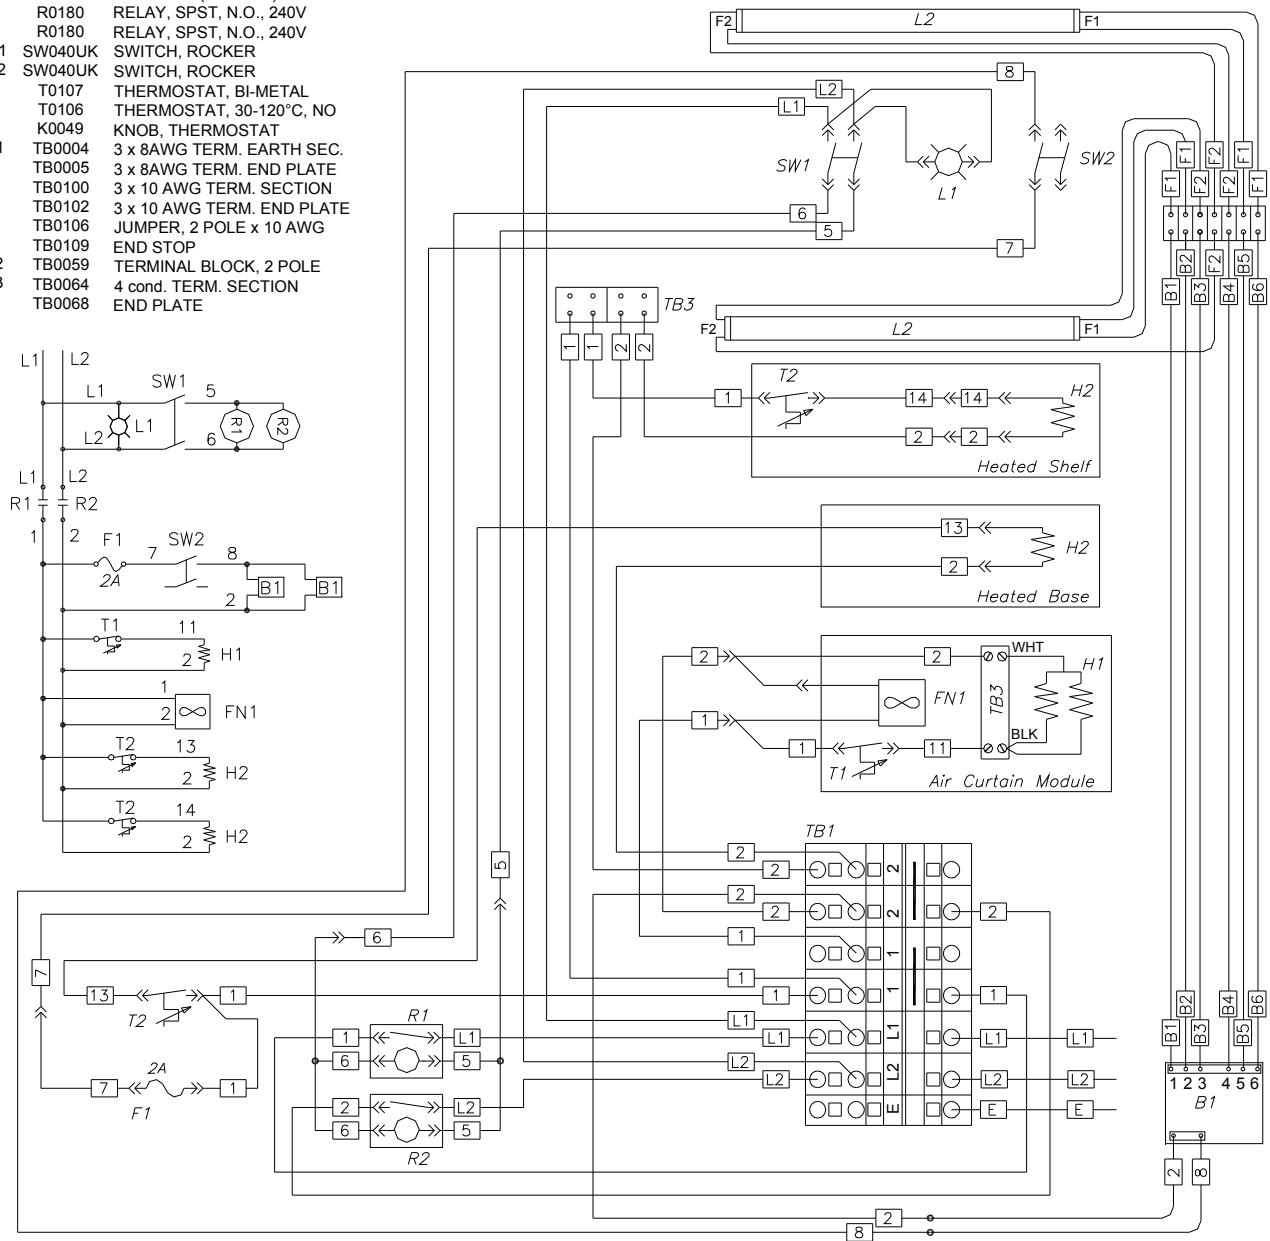 R0180 RELAY, SPST, N.O., 240V
R0180 RELAY, SPST, N.O., 240V
1 SW040UK SWITCH, ROCKER
2 SW040UK SWITCH, ROCKER
T0107 THERMOSTAT, BI-METAL
T0106 THERMOSTAT, 30-120°C, NO
K0049 KNOB, THERMOSTAT
1 TB0004 3 x 8AWG TERM. EARTH SEC.
TB0005 3 x 8AWG TERM. END PLATE
TB0100 3 x 10 AWG TERM. SECTION
TB0102 3 x 10 AWG TERM. END PLATE
TB0106 JUMPER, 2 POLE x 10 AWG
TB0109 END STOP
2 TB0059 TERMINAL BLOCK, 2 POLE
3 TB0064 4 cond. TERM. SECTION
TB0068 END PLATE
L1 L2
SW1
L1 5
L1 R1 R2
L2 6
L1 L2
R1 R2
1 2
F1 7 SW2 8
2A
B1 B1
2
T1 11
2 H1
1
2 FN1
T2 13
2 H2
T2 14
2 H2
F2 L2 F1
8
L2
L1
SW1 L1 SW2
6
5
7
F1 F2 F1
F1 F2 F2 F1
B2 F2 B5
B1 B3 B4 B6
TB3
1 1 2 2
F2 L2 F1
T2 H2
1 14 14
2 2
Heated Shelf
13
H2
2
Heated Base
2 2 WHT
H1
FN1 TB3
1
BLK
1 11
T1
Air Curtain Module
TB1
2
2 2
2
2 2 2
1 1
1
1 1 1
L1
L1 L1 L1 L1
L2
L2 L2 L2 L2
E E E
5
6
7
13 1
T2
2A
7 1
F1
R1
1 L1
6 5
2 L2
6 5
R2
B2 B4 B6
B1 B3 B5
1 2 3 4 5 6
B1
2 8
2
8